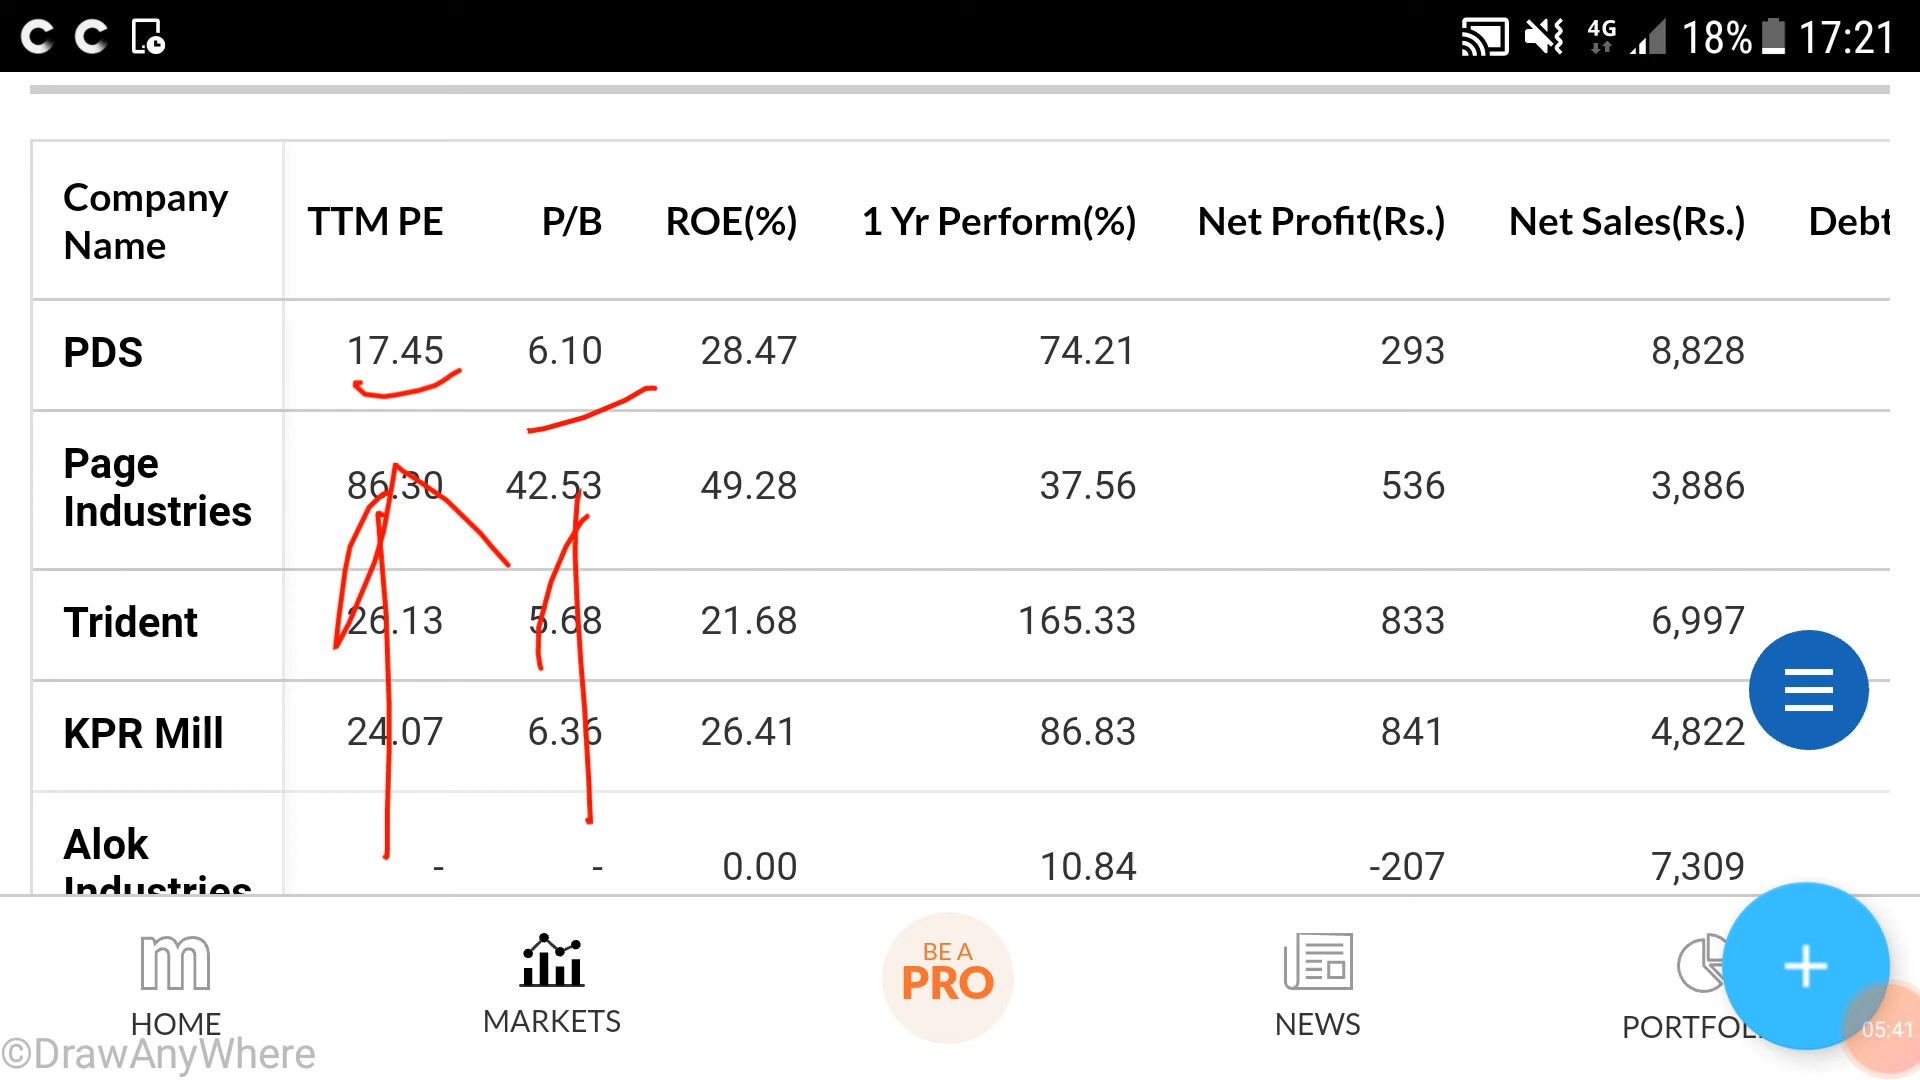 C C 4G 18% 17:21
Company Name TTM PE P/B ROE(%) 1 Yr Perform(%) Net Profit(Rs.) Net Sales(Rs.) Debt
PDS 17.45 6.10 28.47 74.21 293 8,828
Page Industries 86.30 42.53 49.28 37.56 536 3,886
Trident 26.13 5.68 21.68 165.33 833 6,997
KPR Mill 24.07 6.36 26.41 86.83 841 4,822
Alok Industries - - 0.00 10.84 -207 7,309
m BE A
PRO
HOME MARKETS NEWS PORTFOL
+ 05:41
©DrawAnyWhere